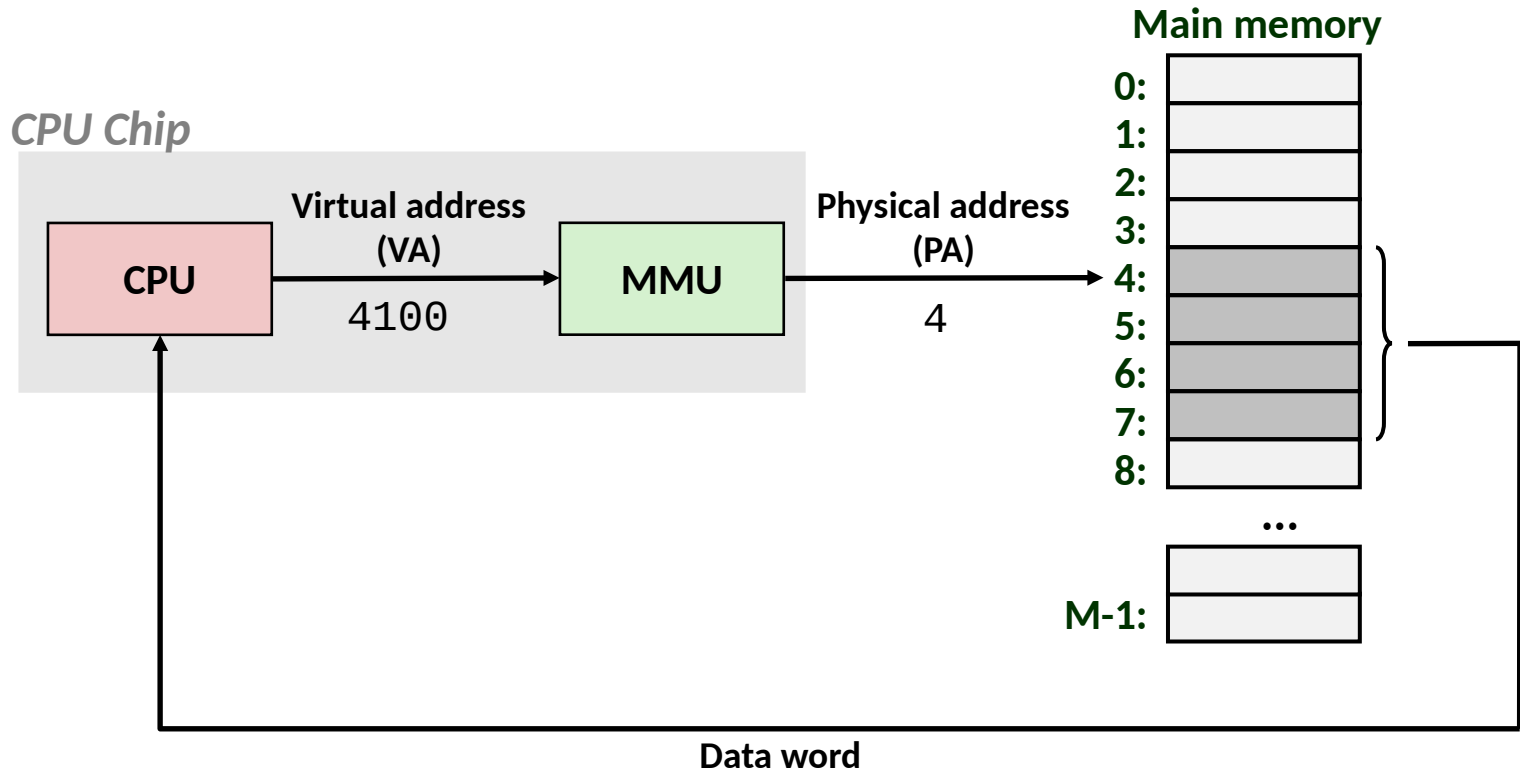 Main memory
0:
CPU Chip
1:
2:
Virtual address
(VA)
Physical address
(PA)
3:
CPU
MMU
4:
4100
4
5:
6:
7:
8:
...
M-1:
Data word